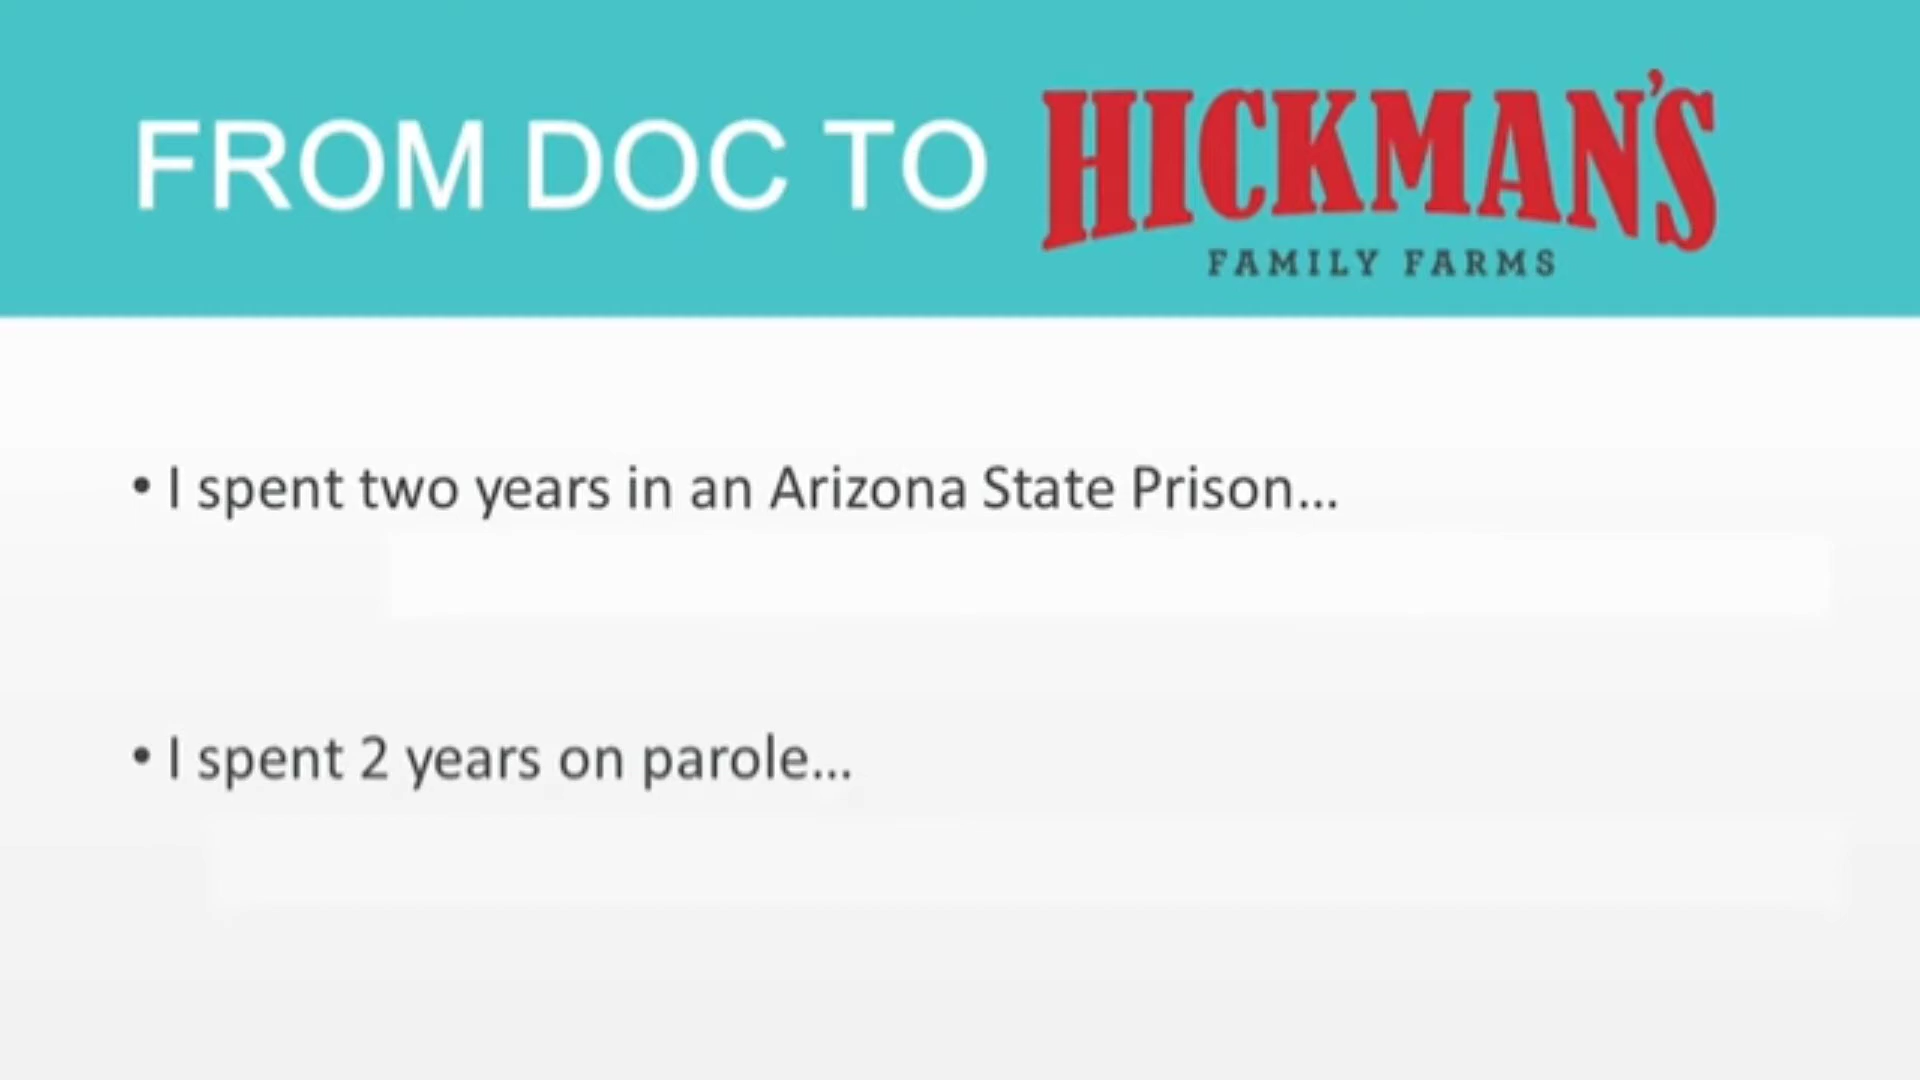 FROM DOC TO HICKMAN'S
FAMILY FARMS
• I spent two years in an Arizona State Prison...
• I spent 2 years on parole...